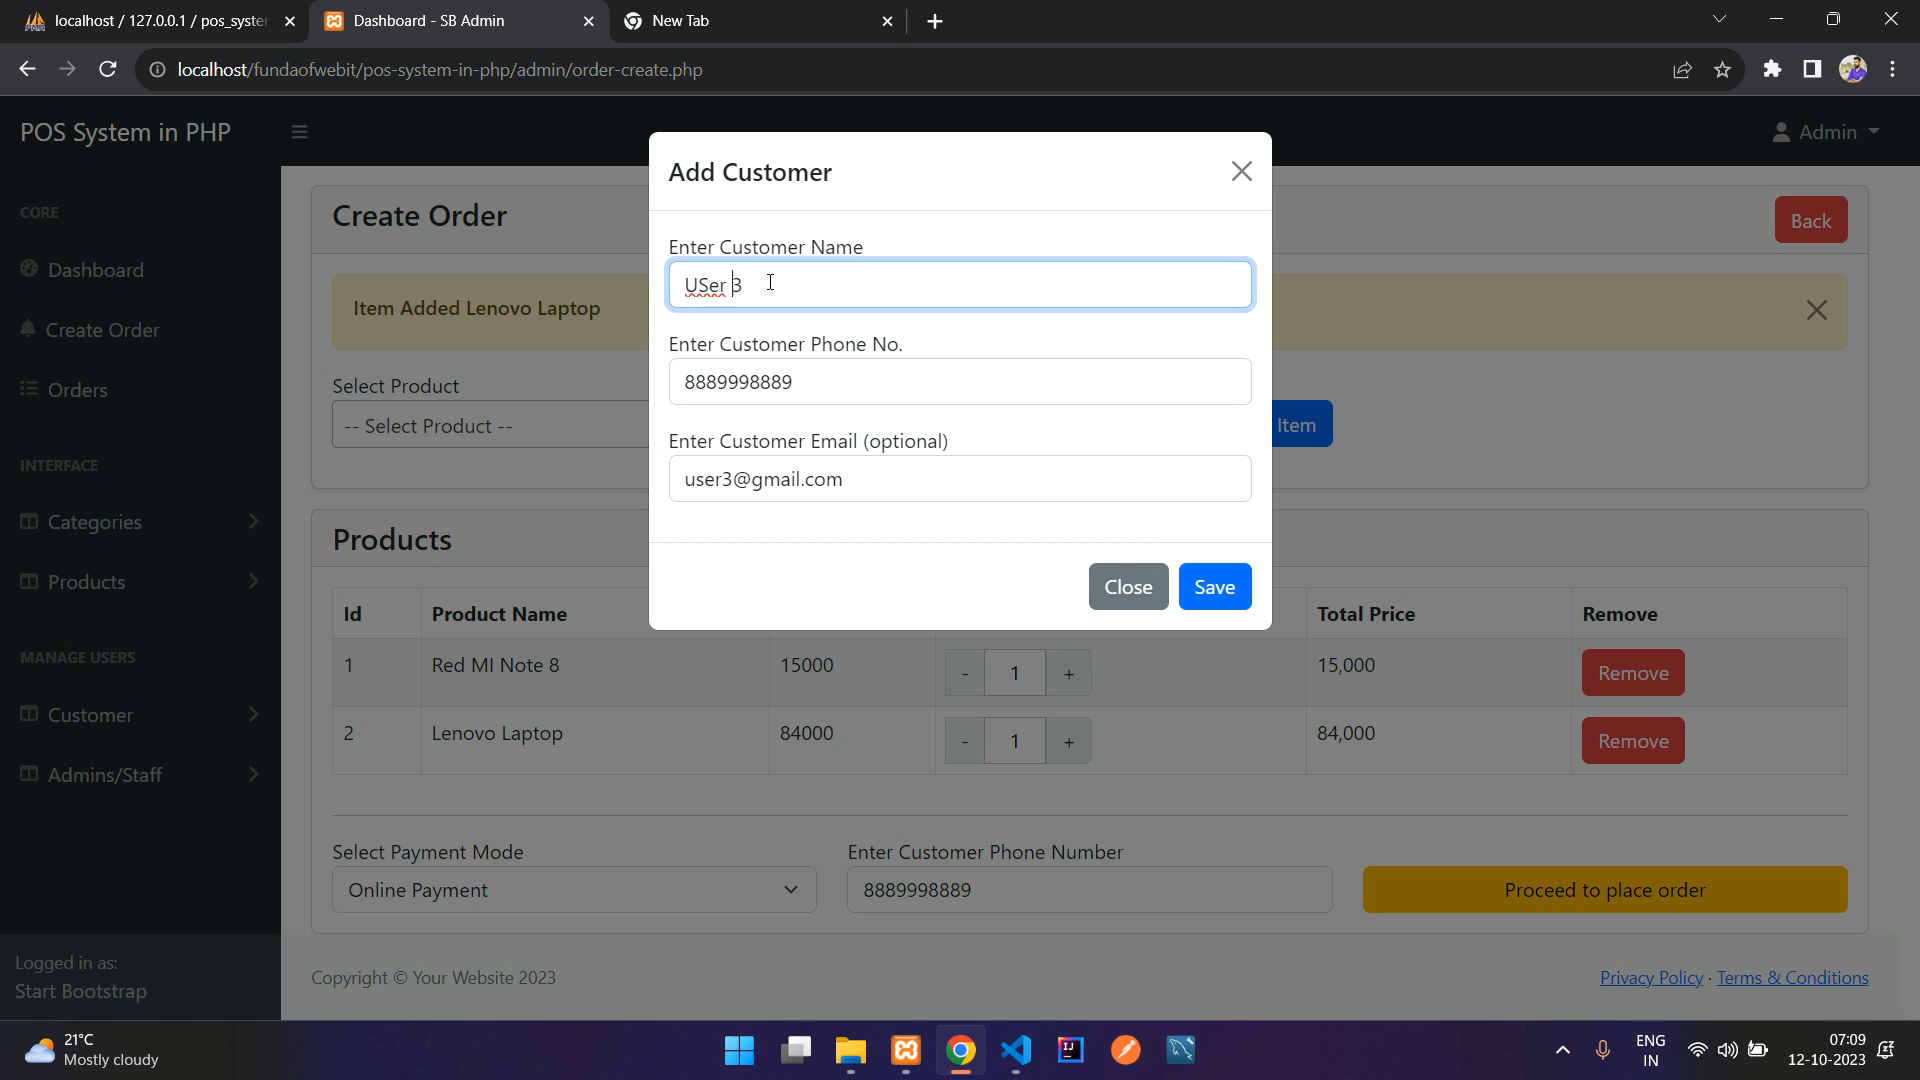 localhost / 127.0.0.1 / pos_syste
Dashboard - SB Admin
New Tab
localhost/fundaofwebit/pos-system-in-php/admin/order-create.php
POS System in PHP
Admin
CORE
Dashboard
Create Order
Orders
INTERFACE
Categories
Products
MANAGE USERS
Customer
Admins/Staff
Logged in as:
Start Bootstrap
Create Order
Back
Item Added Lenovo Laptop
Select Product
-- Select Product --
Item
Add Customer
Enter Customer Name
USer 3
Enter Customer Phone No.
8889998889
Enter Customer Email (optional)
user3@gmail.com
Close Save
Products
Id Product Name Total Price Remove
1 Red MI Note 8 15000 - 1 + 15,000 Remove
2 Lenovo Laptop 84000 - 1 + 84,000 Remove
Select Payment Mode
Online Payment
Enter Customer Phone Number
8889998889
Proceed to place order
Copyright © Your Website 2023
Privacy Policy · Terms & Conditions
21°C
Mostly cloudy
IJ
ENG
IN
07:09
12-10-2023